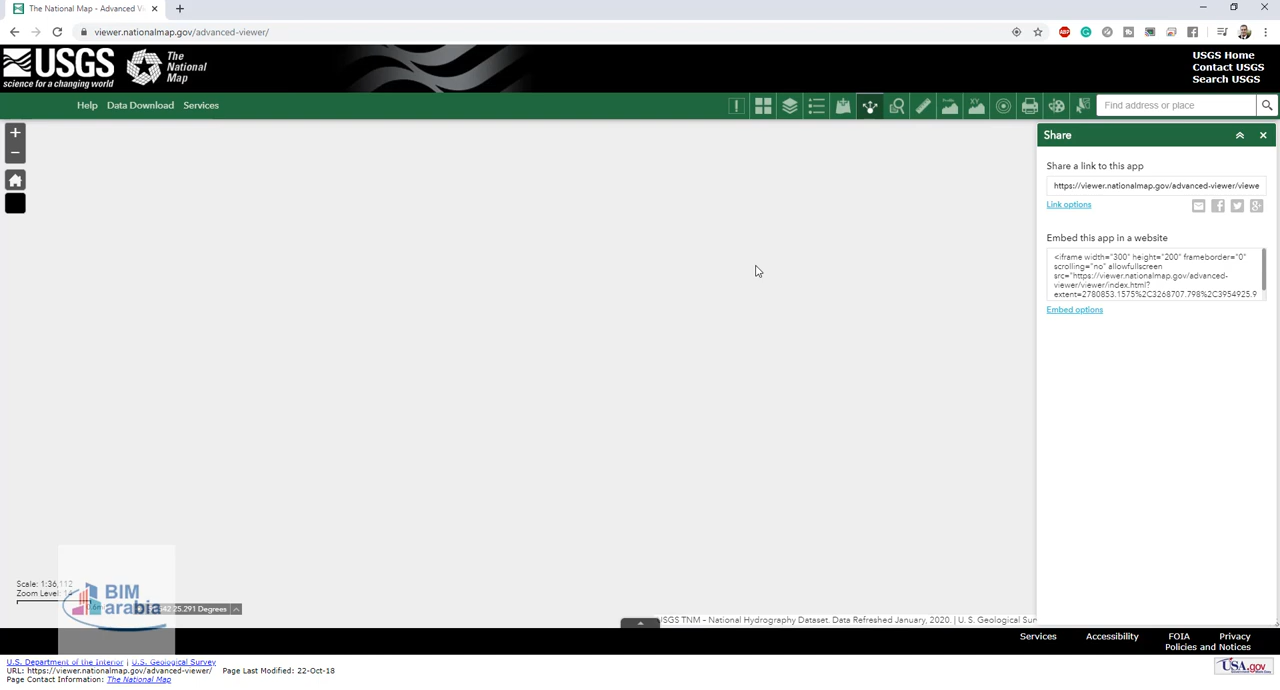 The National Map - Advanced Vi
viewer.nationalmap.gov/advanced-viewer/
USGS
science for a changing world
The
National
Map
USGS Home
Contact USGS
Search USGS
Help
Data Download
Services
Find address or place
Share
Share a link to this app
https://viewer.nationalmap.gov/advanced-viewer/viewe
Link options
Embed this app in a website
<iframe width="300" height="200" frameborder="0"
scrolling="no" allowfullscreen
src="https://viewer.nationalmap.gov/advanced-
viewer/viewer/index.html?
extent=2780853.1575%2C3268707.798%2C3954925.9
Embed options
Scale: 1:36,112
Zoom Level: 14
BIM
arabia
25.291 Degrees
USGS TNM – National Hydrography Dataset. Data Refreshed January, 2020. | U. S. Geological Sur
Services
Accessibility
FOIA
Privacy
Policies and Notices
U.S. Department of the Interior | U.S. Geological Survey
URL: https://viewer.nationalmap.gov/advanced-viewer/ Page Last Modified: 22-Oct-18
Page Contact Information: The National Map
USA.gov